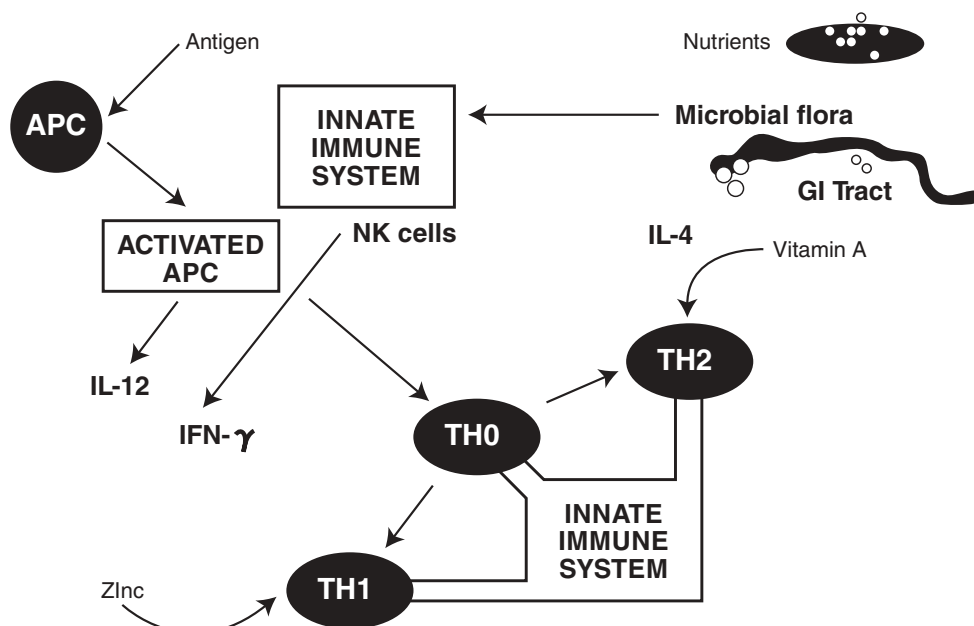 Antigen
Nutrients
APC
INNATE
IMMUNE
SYSTEM
Microbial flora
GI Tract
NK cells
IL-4
Vitamin A
ACTIVATED
APC
TH2
IL-12
IFN-γ
TH0
INNATE
IMMUNE
SYSTEM
TH1
ZInc